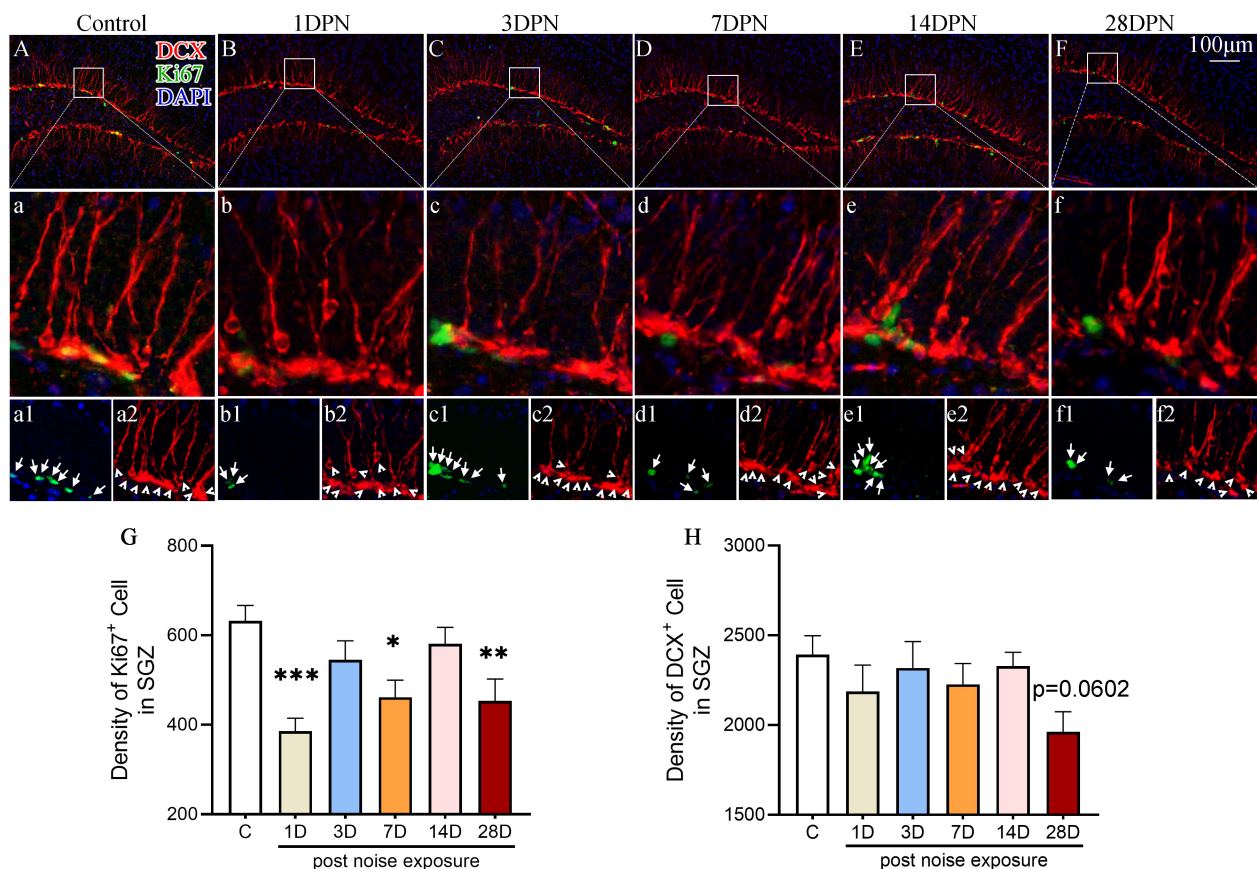 Control 1DPN 3DPN 7DPN 14DPN 28DPN
A DCX B C D E F 100μm
Ki67
DAPI
a b c d e f
a1 a2 b1 b2 c1 c2 d1 d2 e1 e2 f1 f2
G
Density of Ki67+ Cell
in SGZ
800
600
400
200
***
*
**
C 1D 3D 7D 14D 28D
post noise exposure
H
Density of DCX+ Cell
in SGZ
3000
2500
2000
1500
p=0.0602
C 1D 3D 7D 14D 28D
post noise exposure